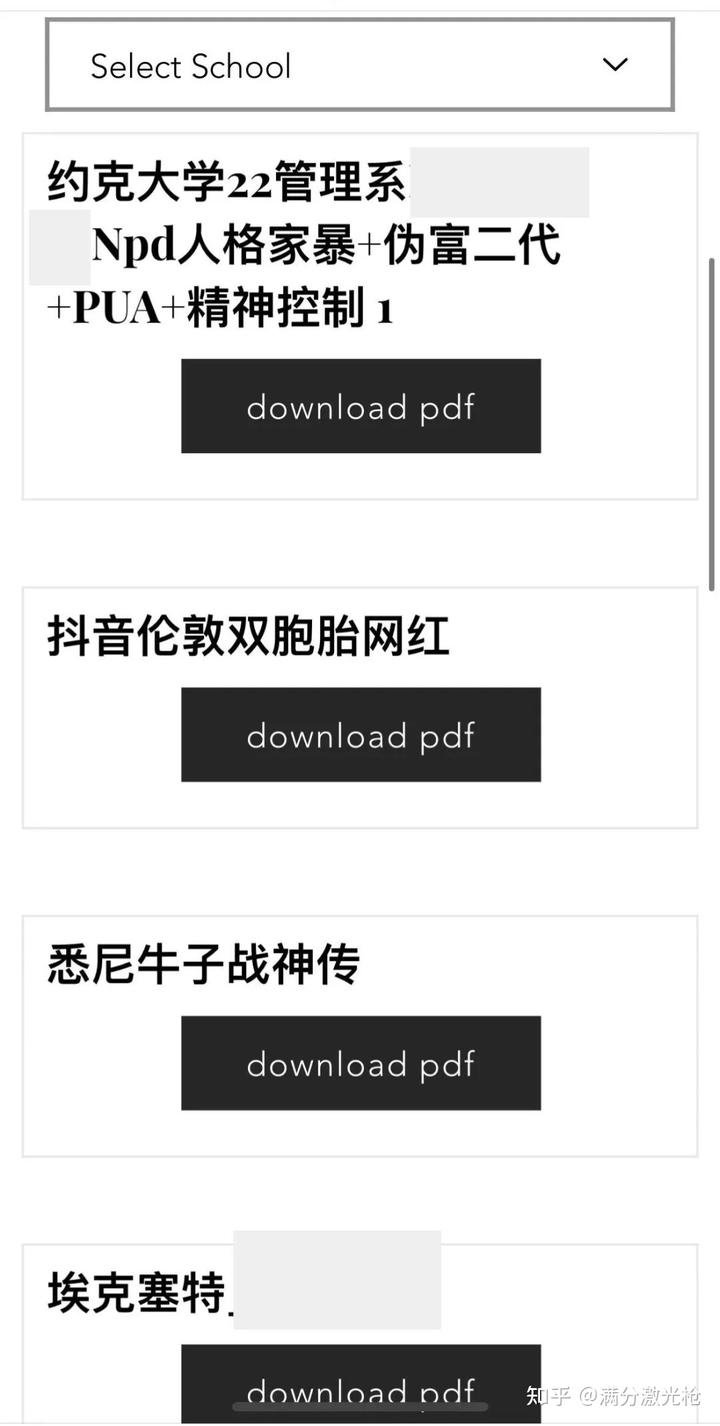 Select School
约克大学22管理系
Npd人格家暴+伪富二代
+PUA+精神控制 1
download pdf
抖音伦敦双胞胎网红
download pdf
悉尼牛子战神传
download pdf
埃克塞特_
download pdf
知乎 @满分激光枪